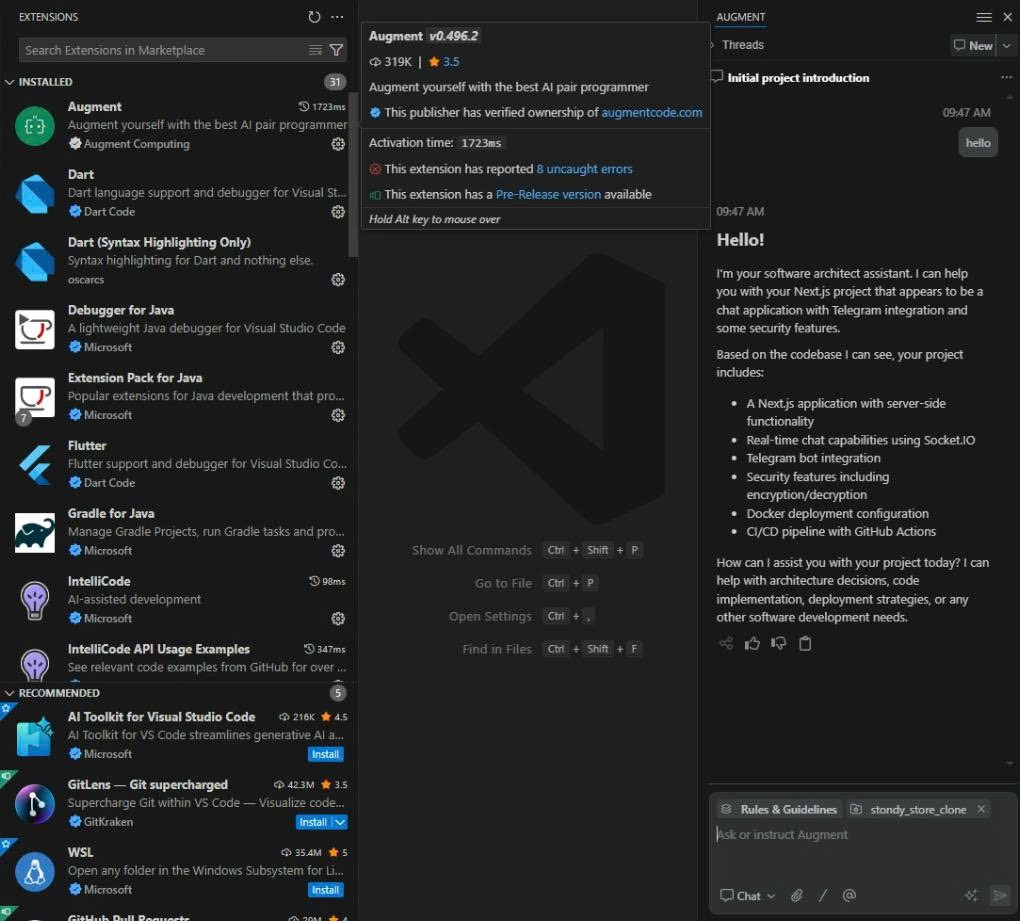 EXTENSIONS
Search Extensions in Marketplace
INSTALLED
31
Augment
1723ms
Augment yourself with the best AI pair programmer
Augment Computing
Dart
Dart language support and debugger for Visual St...
Dart Code
Dart (Syntax Highlighting Only)
Syntax highlighting for Dart and nothing else.
oscarcs
Debugger for Java
A lightweight Java debugger for Visual Studio Code
Microsoft
Extension Pack for Java
Popular extensions for Java development that pro...
7
Microsoft
Flutter
Flutter support and debugger for Visual Studio Co...
Dart Code
Gradle for Java
Manage Gradle Projects, run Gradle tasks and pro...
Microsoft
IntelliCode
98ms
AI-assisted development
Microsoft
IntelliCode API Usage Examples
347ms
See relevant code examples from GitHub for over ...
RECOMMENDED
5
AI Toolkit for Visual Studio Code
216K 4.5
AI Toolkit for VS Code streamlines generative AI a...
Microsoft
Install
GitLens — Git supercharged
42.3M 3.5
Supercharge Git within VS Code — Visualize code...
GitKraken
Install
WSL
35.4M 5
Open any folder in the Windows Subsystem for Li...
Microsoft
Install
GitHub Pull Requests
29M 4
Augment v0.496.2
319K | 3.5
Augment yourself with the best AI pair programmer
This publisher has verified ownership of augmentcode.com
Activation time: 1723ms
This extension has reported 8 uncaught errors
This extension has a Pre-Release version available
Hold Alt key to mouse over
Show All Commands Ctrl + Shift + P
Go to File Ctrl + P
Open Settings Ctrl + ,
Find in Files Ctrl + Shift + F
AUGMENT
Threads
New
Initial project introduction
09:47 AM
hello
09:47 AM
Hello!
I'm your software architect assistant. I can help
you with your Next.js project that appears to be a
chat application with Telegram integration and
some security features.
Based on the codebase I can see, your project
includes:
• A Next.js application with server-side
functionality
• Real-time chat capabilities using Socket.IO
• Telegram bot integration
• Security features including
encryption/decryption
• Docker deployment configuration
• CI/CD pipeline with GitHub Actions
How can I assist you with your project today? I can
help with architecture decisions, code
implementation, deployment strategies, or any
other software development needs.
Rules & Guidelines
stondy_store_clone
Ask or instruct Augment
Chat